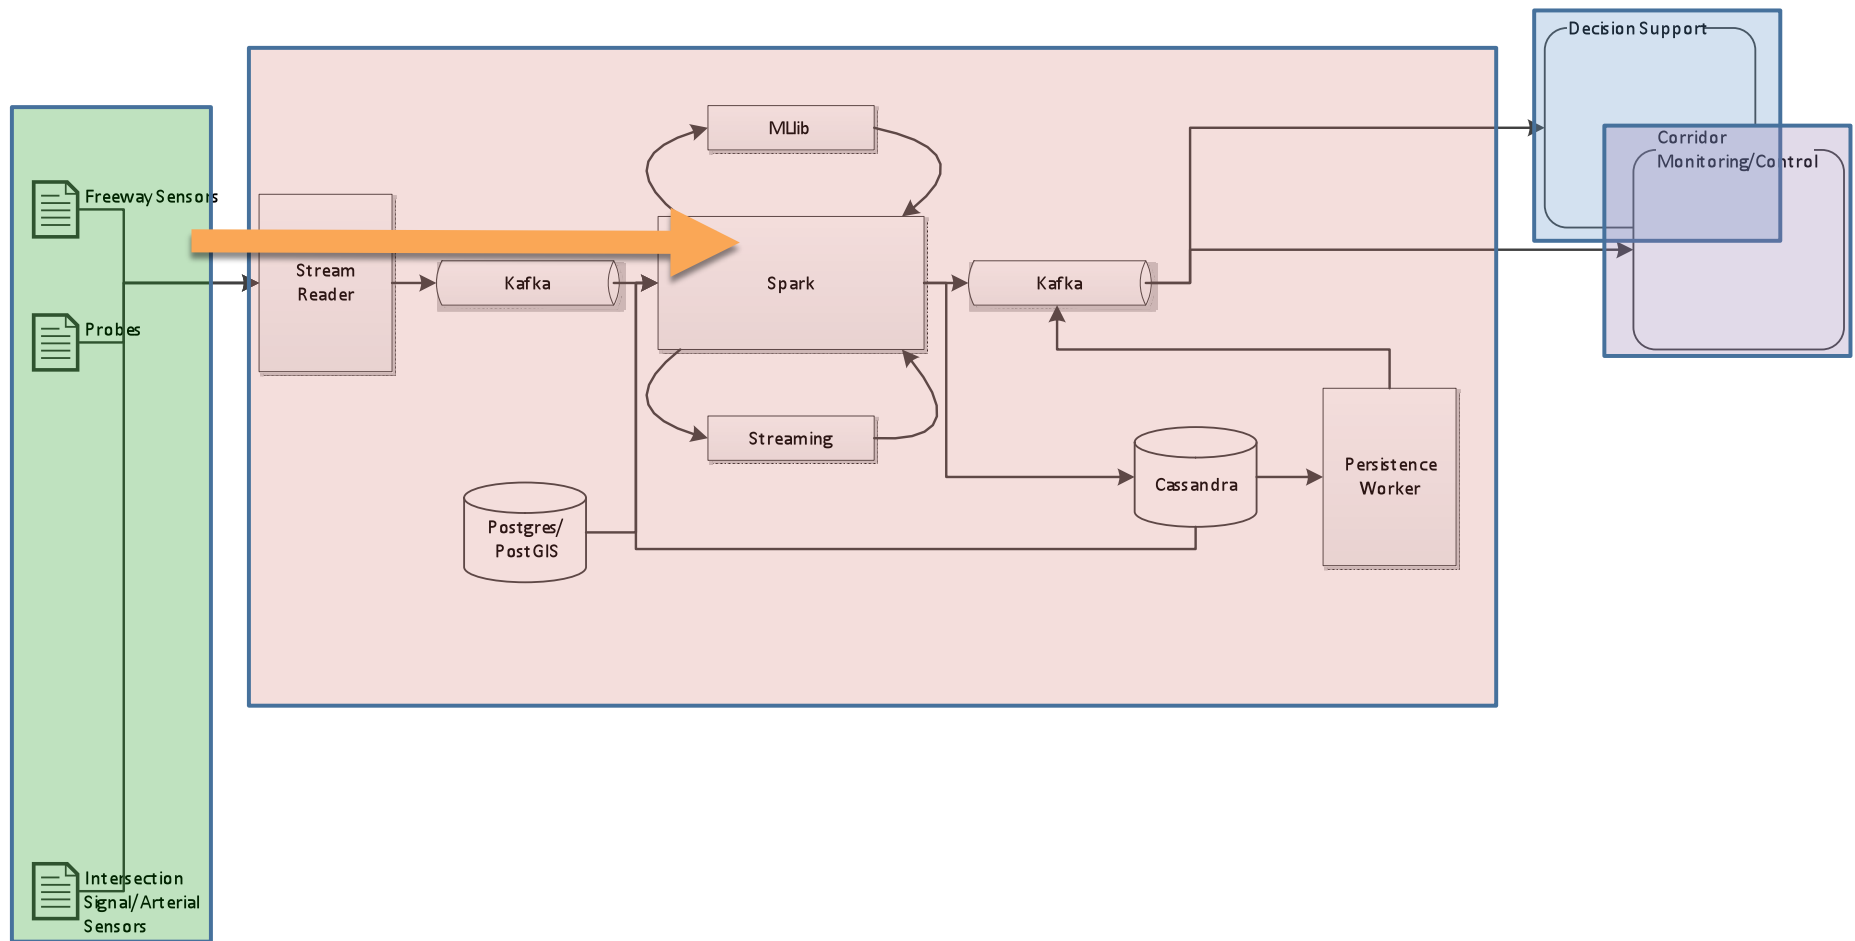 Decision Support
Corridor
Monitoring/Control
MLlib
Freeway Sensors
Stream
Reader
Kafka
Spark
Kafka
Probes
Streaming
Persistence
Worker
Cassandra
Postgres/
PostGIS
Intersection
Signal/Arterial
Sensors